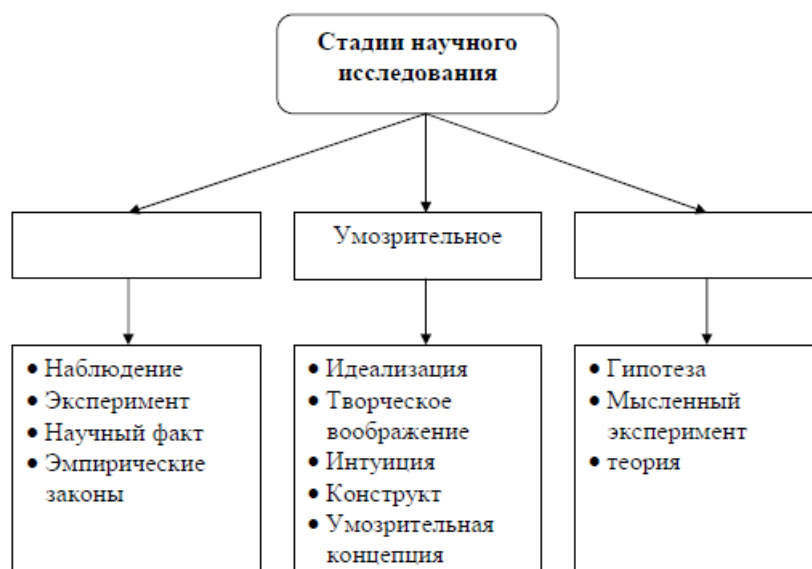 Стадии научного
исследования
Умозрительное
• Наблюдение
• Эксперимент
• Научный факт
• Эмпирические
законы
• Идеализация
• Творческое
воображение
• Интуиция
• Конструкт
• Умозрительная
концепция
• Гипотеза
• Мысленный
эксперимент
• теория